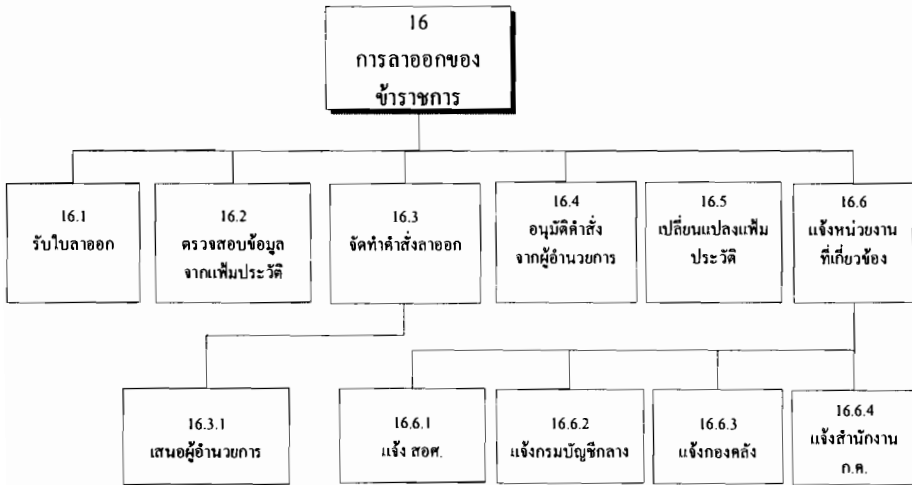 16
การลาออกของ
ข้าราชการ
16.1
รับใบลาออก
16.2
ตรวจสอบข้อมูล
จากแฟ้มประวัติ
16.3
จัดทำคำสั่งลาออก
16.4
อนุมัติคำสั่ง
จากผู้อำนวยการ
16.5
เปลี่ยนแปลงแฟ้ม
ประวัติ
16.6
แจ้งหน่วยงาน
ที่เกี่ยวข้อง
16.3.1
เสนอผู้อำนวยการ
16.6.1
แจ้ง สอศ.
16.6.2
แจ้งกรมบัญชีกลาง
16.6.3
แจ้งกองคลัง
16.6.4
แจ้งสำนักงาน
ก.ค.